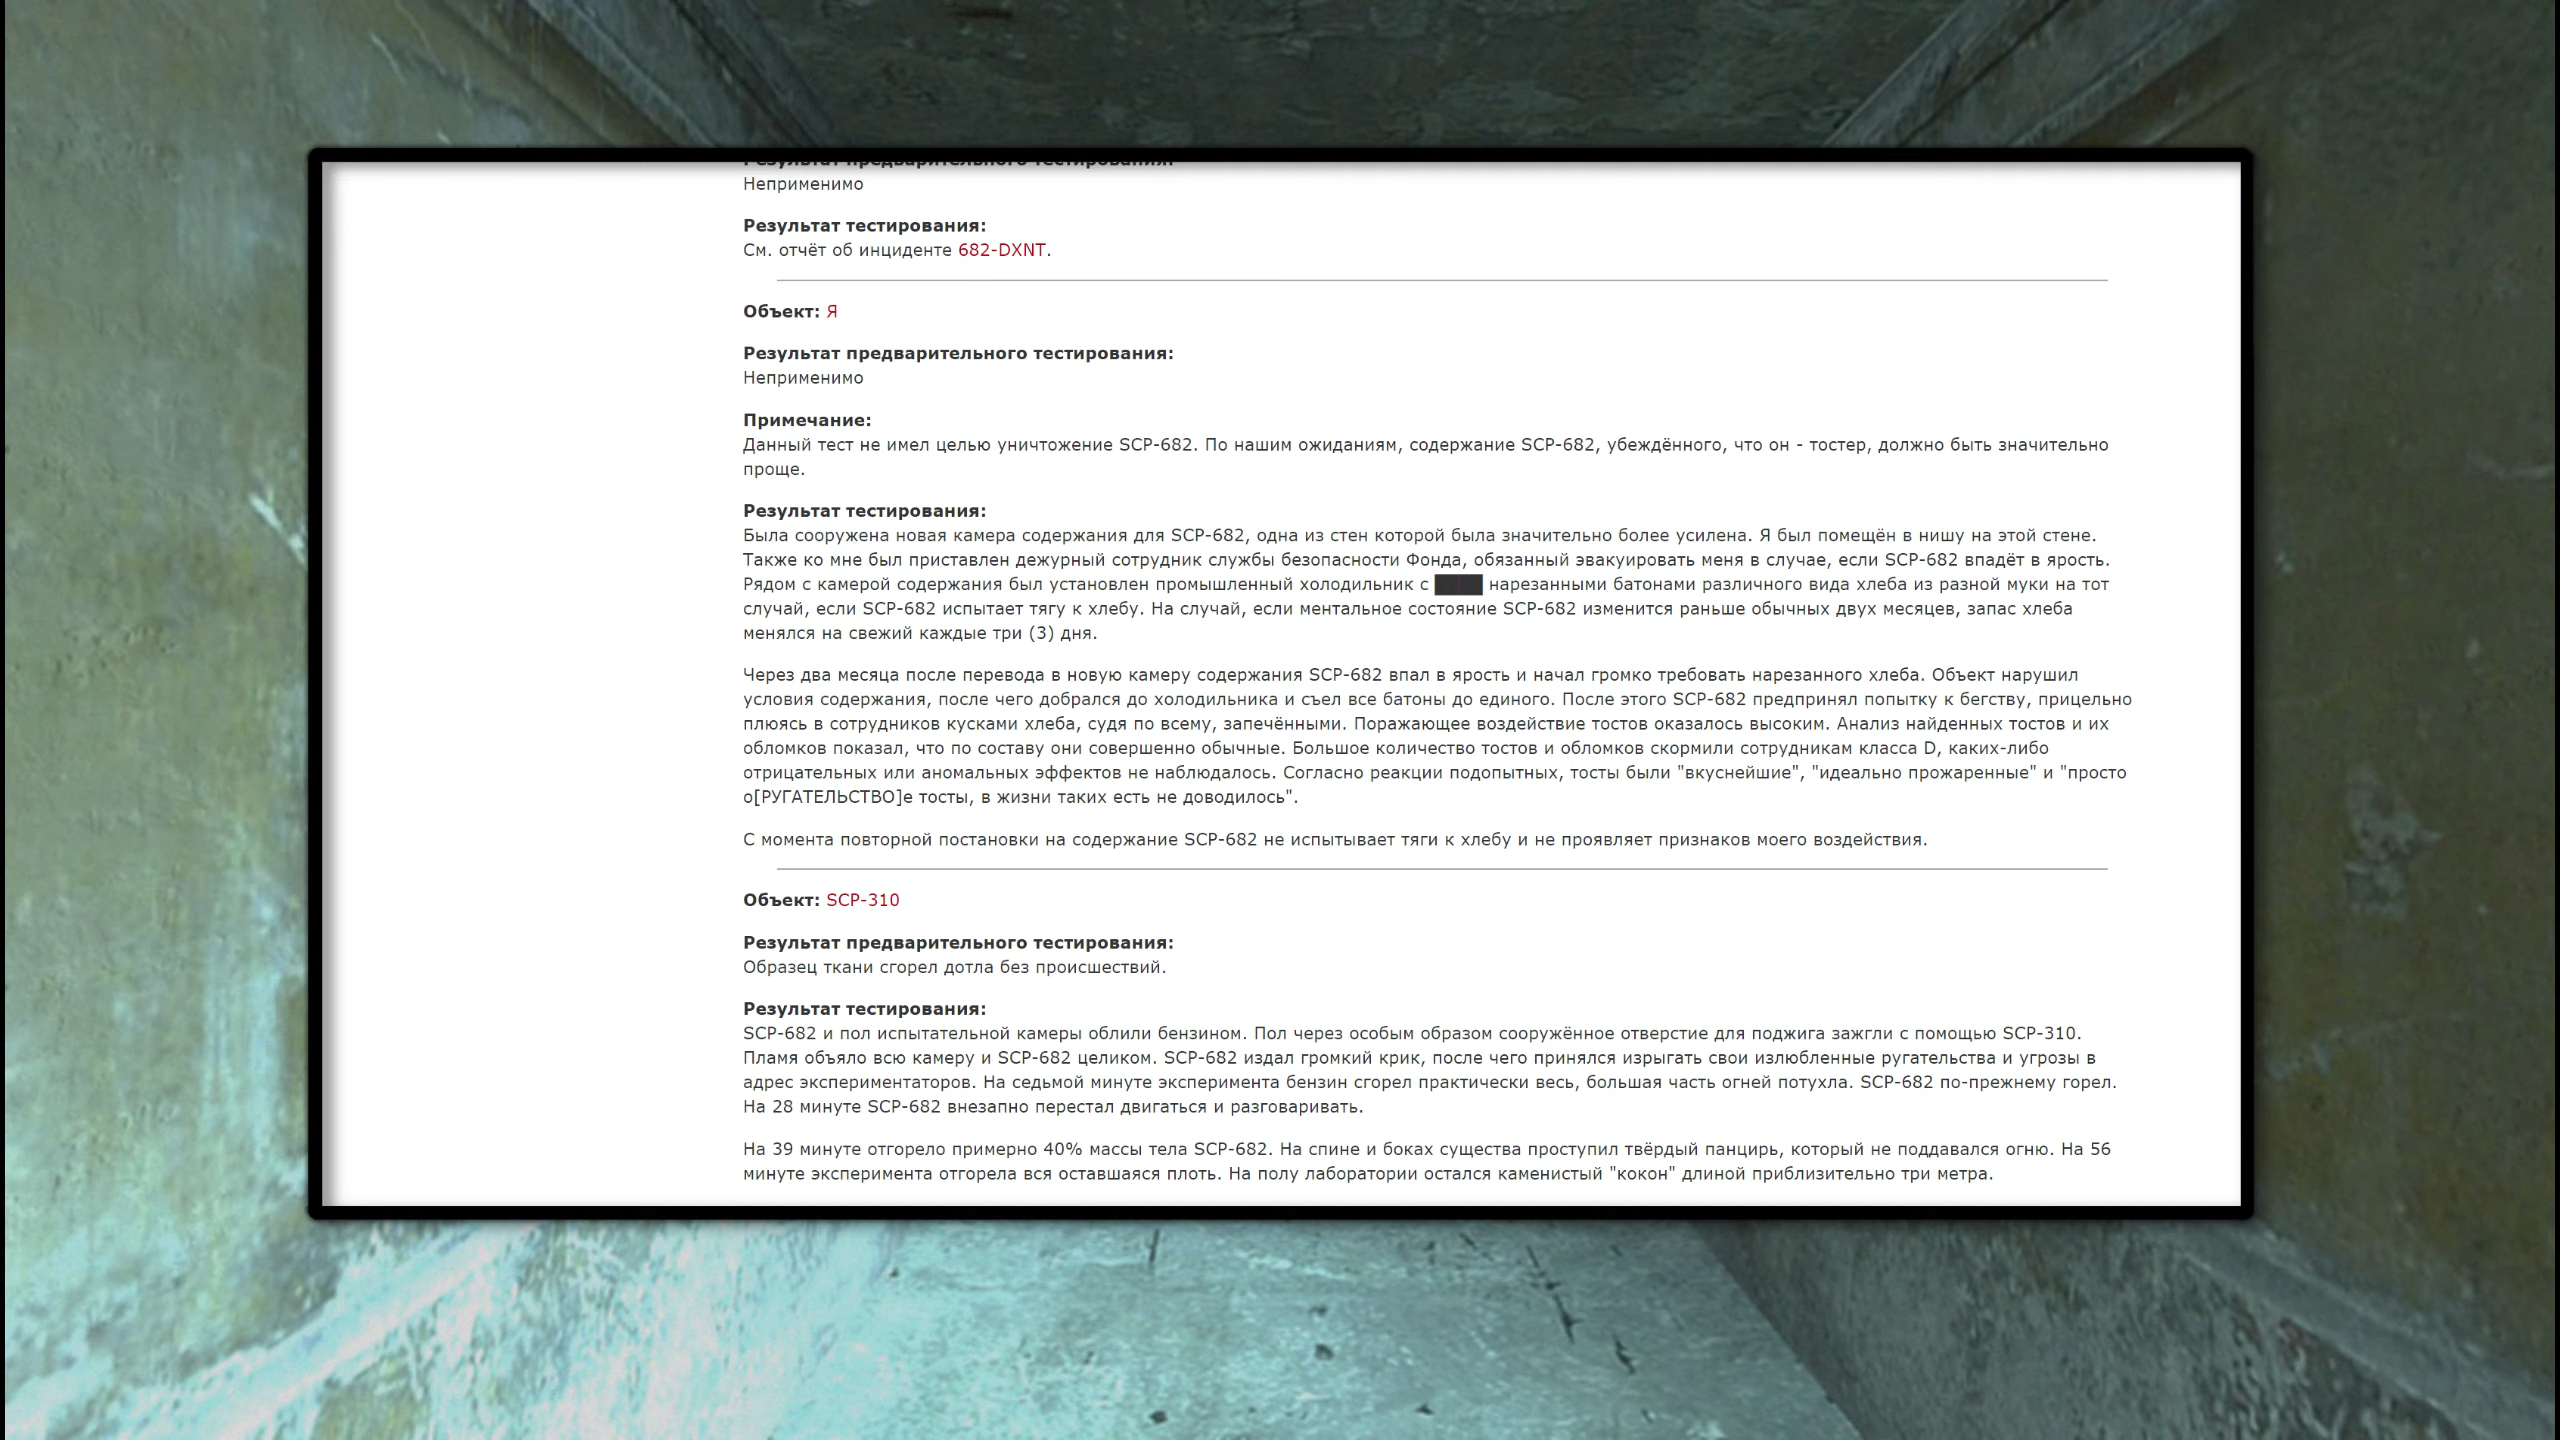 Результат предварительного тестирования:
Неприменимо
Результат тестирования:
См. отчёт об инциденте 682-DXNT.
Объект: Я
Результат предварительного тестирования:
Неприменимо
Примечание:
Данный тест не имел целью уничтожение SCP-682. По нашим ожиданиям, содержание SCP-682, убеждённого, что он - тостер, должно быть значительно
проще.
Результат тестирования:
Была сооружена новая камера содержания для SCP-682, одна из стен которой была значительно более усилена. Я был помещён в нишу на этой стене.
Также ко мне был приставлен дежурный сотрудник службы безопасности Фонда, обязанный эвакуировать меня в случае, если SCP-682 впадёт в ярость.
Рядом с камерой содержания был установлен промышленный холодильник с ████ нарезанными батонами различного вида хлеба из разной муки на тот
случай, если SCP-682 испытает тягу к хлебу. На случай, если ментальное состояние SCP-682 изменится раньше обычных двух месяцев, запас хлеба
менялся на свежий каждые три (3) дня.
Через два месяца после перевода в новую камеру содержания SCP-682 впал в ярость и начал громко требовать нарезанного хлеба. Объект нарушил
условия содержания, после чего добрался до холодильника и съел все батоны до единого. После этого SCP-682 предпринял попытку к бегству, прицельно
плюясь в сотрудников кусками хлеба, судя по всему, запечёнными. Поражающее воздействие тостов оказалось высоким. Анализ найденных тостов и их
обломков показал, что по составу они совершенно обычные. Большое количество тостов и обломков скормили сотрудникам класса D, каких-либо
отрицательных или аномальных эффектов не наблюдалось. Согласно реакции подопытных, тосты были "вкуснейшие", "идеально прожаренные" и "просто
о[РУГАТЕЛЬСТВО]е тосты, в жизни таких есть не доводилось".
С момента повторной постановки на содержание SCP-682 не испытывает тяги к хлебу и не проявляет признаков моего воздействия.
Объект: SCP-310
Результат предварительного тестирования:
Образец ткани сгорел дотла без происшествий.
Результат тестирования:
SCP-682 и пол испытательной камеры облили бензином. Пол через особым образом сооружённое отверстие для поджига зажгли с помощью SCP-310.
Пламя объяло всю камеру и SCP-682 целиком. SCP-682 издал громкий крик, после чего принялся изрыгать свои излюбленные ругательства и угрозы в
адрес экспериментаторов. На седьмой минуте эксперимента бензин сгорел практически весь, большая часть огней потухла. SCP-682 по-прежнему горел.
На 28 минуте SCP-682 внезапно перестал двигаться и разговаривать.
На 39 минуте отгорело примерно 40% массы тела SCP-682. На спине и боках существа проступил твёрдый панцирь, который не поддавался огню. На 56
минуте эксперимента отгорела вся оставшаяся плоть. На полу лаборатории остался каменистый "кокон" длиной приблизительно три метра.